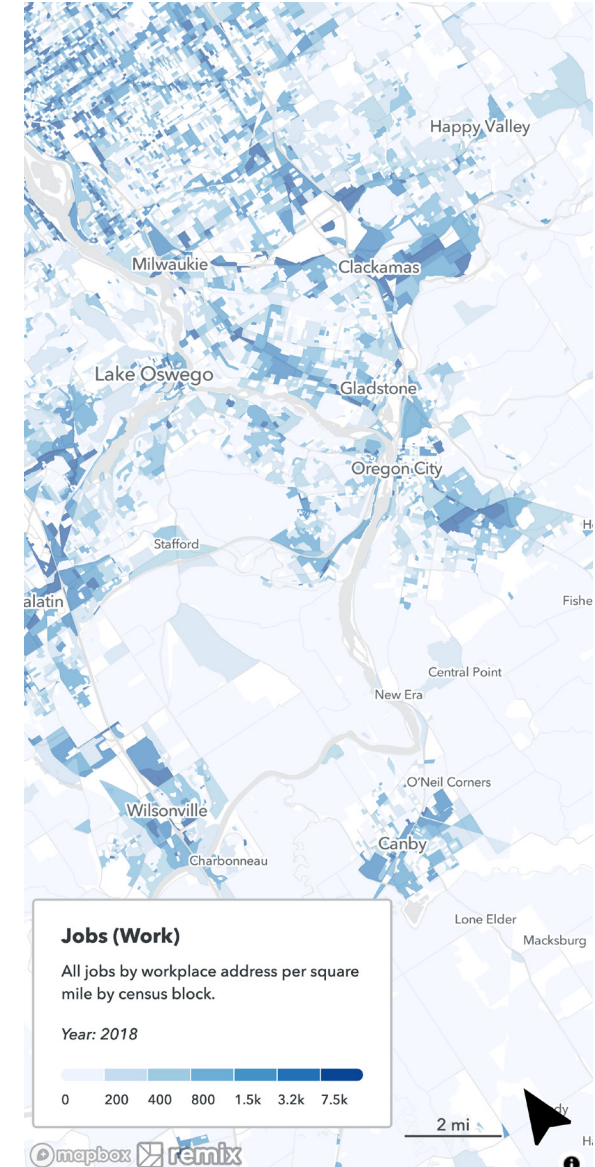 Happy Valley
Milwaukie
Clackamas
Lake Oswego
Gladstone
Oregon City
Stafford
alatin
Fishe
Central Point
New Era
O'Neil Corners
Wilsonville
Canby
Charbonneau
Lone Elder
Macksburg
Jobs (Work)
All jobs by workplace address per square
mile by census block.
Year: 2018
0 200 400 800 1.5k 3.2k 7.5k
2 mi
dy
mapbox remix